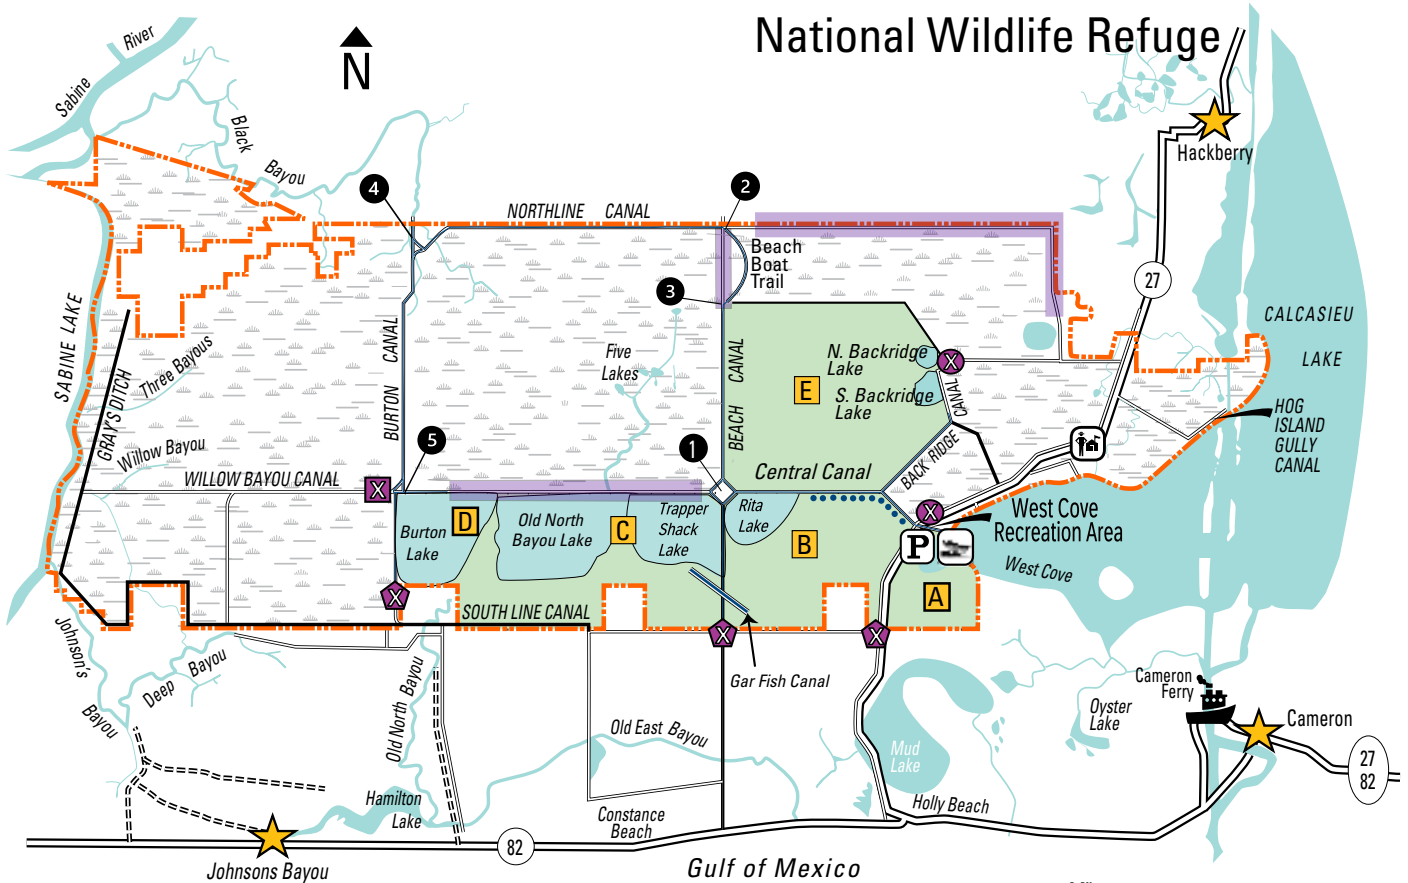 National Wildlife Refuge
River
Sabine
N
Black
Bayou
Hackberry
4
2
NORTHLINE CANAL
Beach
Boat
Trail
3
27
CALCASIEU
LAKE
SABINE LAKE
GRAY'S DITCH
Three Bayous
BURTON CANAL
Five
Lakes
BEACH CANAL
N. Backridge
Lake
X
E
S. Backridge
Lake
CANAL
BACK RIDGE
HOG
ISLAND
GULLY
CANAL
Willow Bayou
5
1
Central Canal
WILLOW BAYOU CANAL
X
Burton
Lake
D
Old North
Bayou Lake
C
Trapper
Shack
Lake
Rita
Lake
B
X
West Cove
Recreation Area
P
West Cove
A
X
SOUTH LINE CANAL
X
X
Gar Fish Canal
Johnson's
Bayou
Deep Bayou
Old North Bayou
Old East Bayou
Cameron
Ferry
Oyster
Lake
Cameron
Mud
Lake
27
82
Hamilton
Lake
Constance
Beach
Holly Beach
82
Johnsons Bayou
Gulf of Mexico